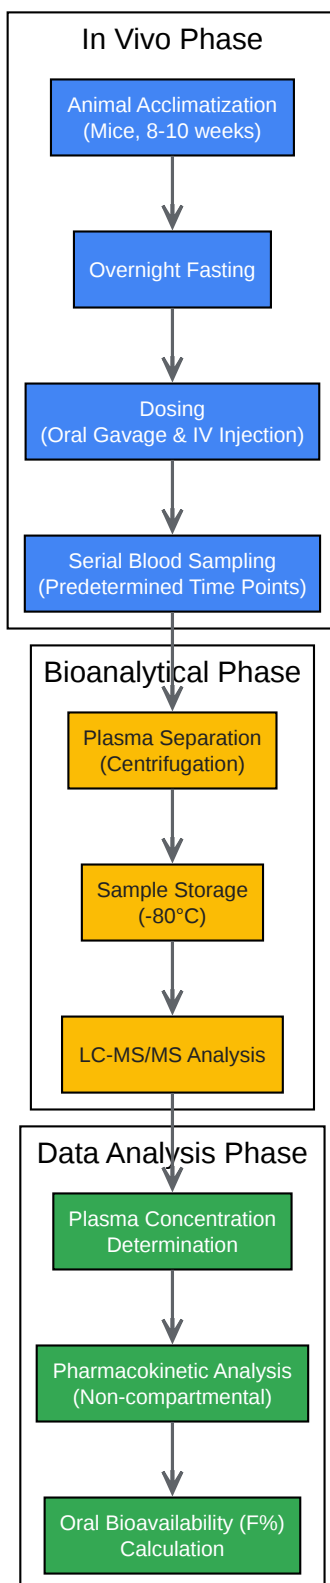 In Vivo Phase
Animal Acclimatization
(Mice, 8-10 weeks)
Overnight Fasting
Dosing
(Oral Gavage & IV Injection)
Serial Blood Sampling
(Predetermined Time Points)
Bioanalytical Phase
Plasma Separation
(Centrifugation)
Sample Storage
(-80°C)
LC-MS/MS Analysis
Data Analysis Phase
Plasma Concentration
Determination
Pharmacokinetic Analysis
(Non-compartmental)
Oral Bioavailability (F%)
Calculation